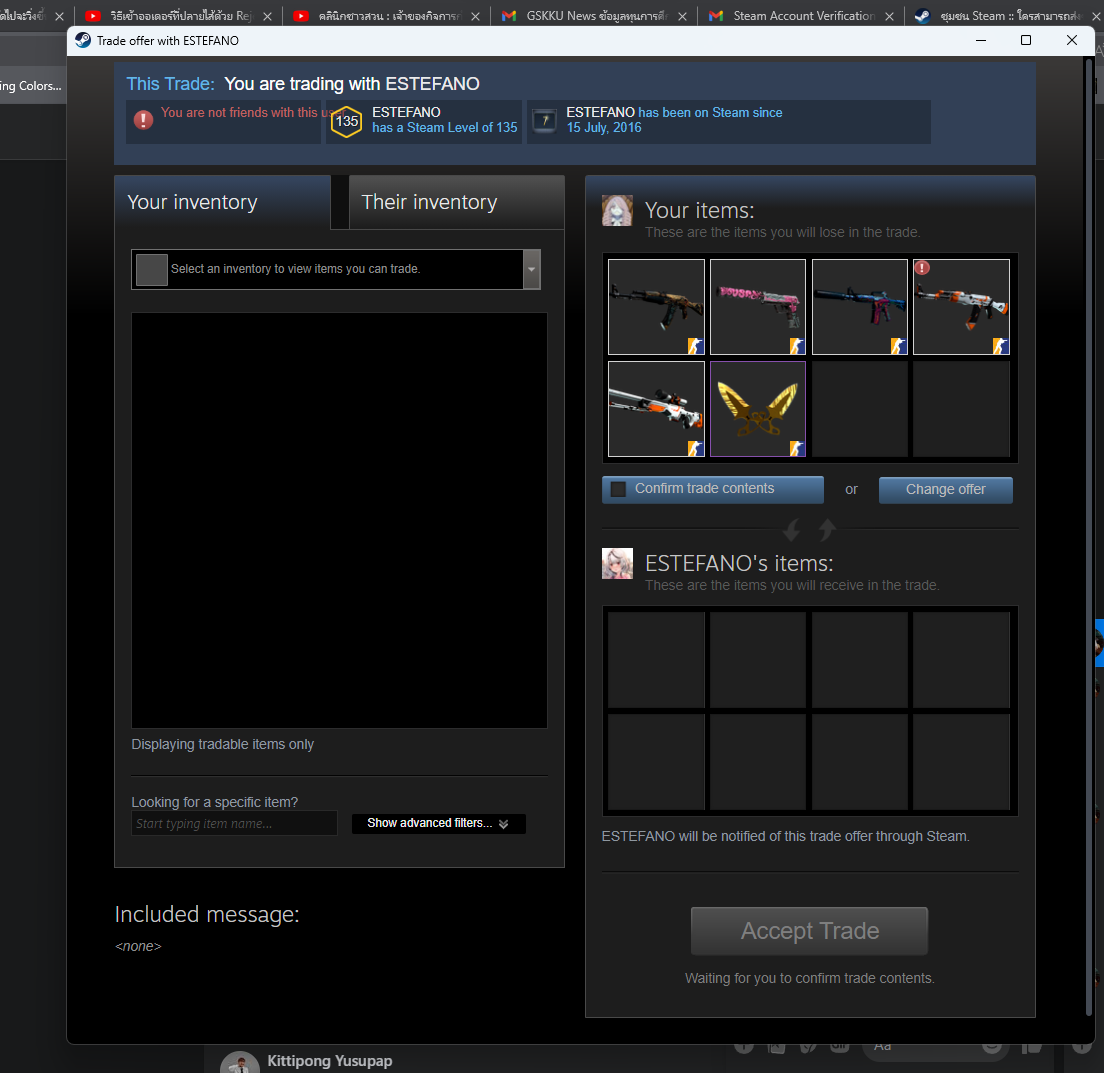 วิธีเข้าออเดอร์ที่ปลายไส้ด้วย Rej
คลินิกชาวสวน : เจ้าของกิจการก
GSKKU News ข้อมูลทุนการศึก
Steam Account Verification
ชุมชน Steam :: ใครสามารถส่ง
Trade offer with ESTEFANO
ing Colors...
This Trade: You are trading with ESTEFANO
You are not friends with this user
135
ESTEFANO
has a Steam Level of 135
ESTEFANO has been on Steam since
15 July, 2016
Your inventory
Their inventory
Select an inventory to view items you can trade.
Displaying tradable items only
Looking for a specific item?
Start typing item name...
Show advanced filters...
Included message:
<none>
Your items:
These are the items you will lose in the trade.
Confirm trade contents
or
Change offer
ESTEFANO's items:
These are the items you will receive in the trade.
ESTEFANO will be notified of this trade offer through Steam.
Accept Trade
Waiting for you to confirm trade contents.
Kittipong Yusupap
Aa